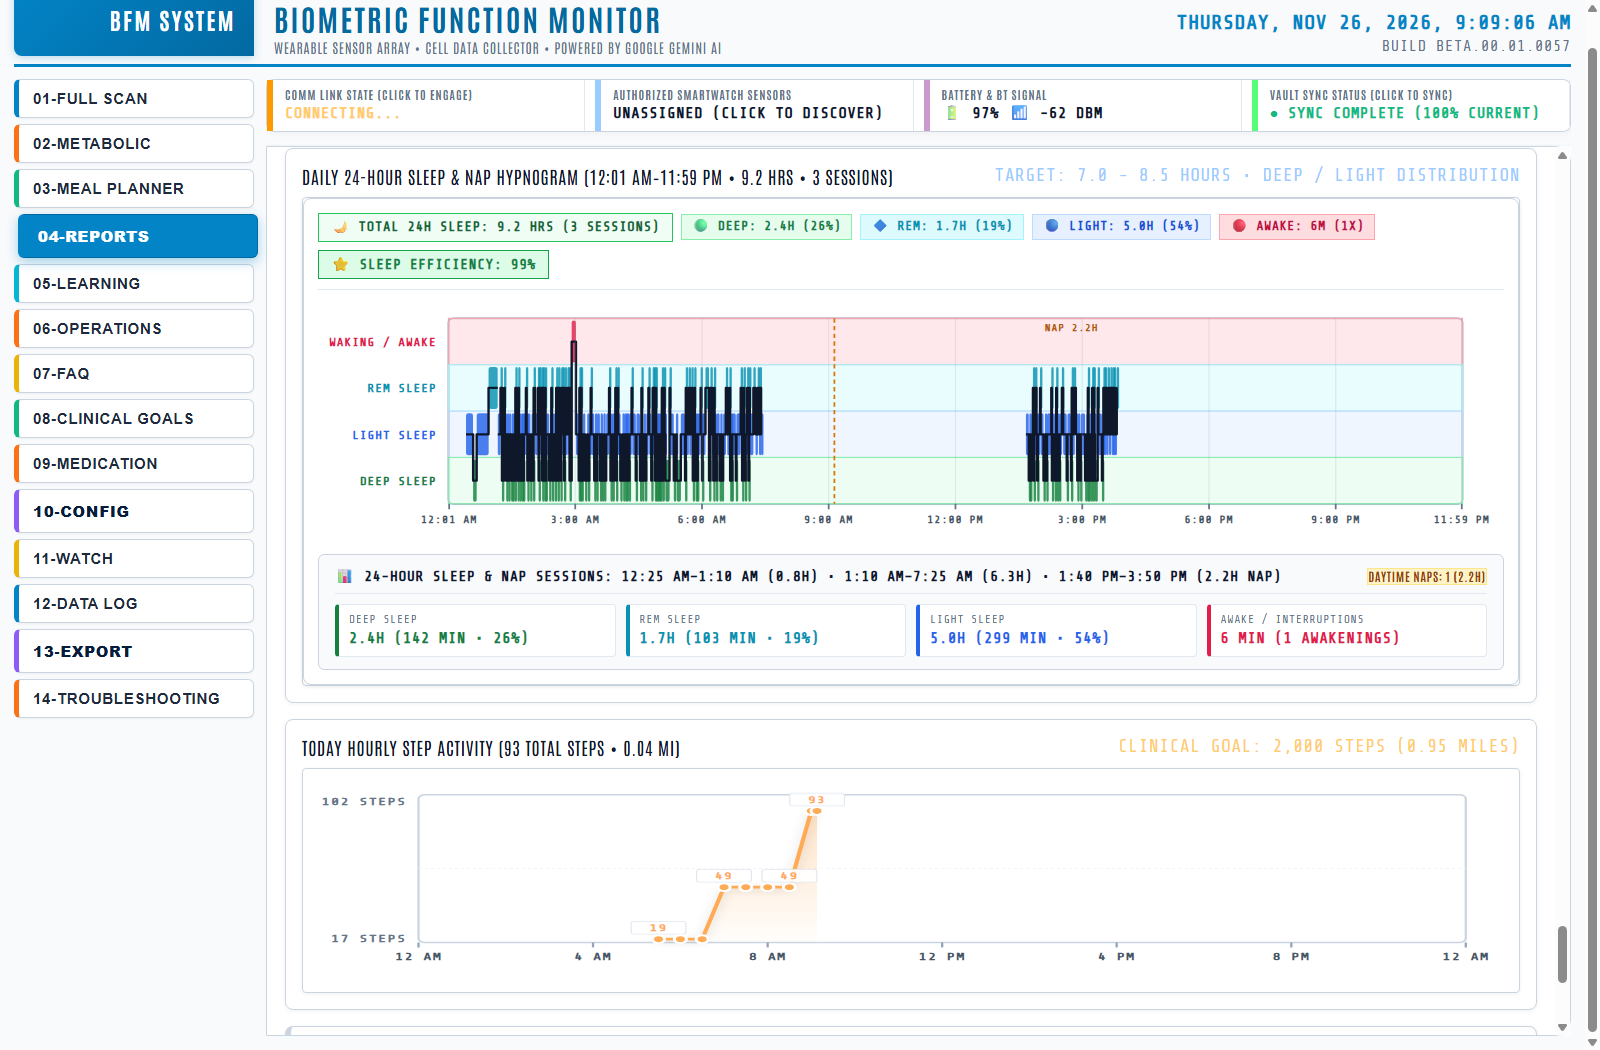 BFM SYSTEM
BIOMETRIC FUNCTION MONITOR
WEARABLE SENSOR ARRAY • CELL DATA COLLECTOR • POWERED BY GOOGLE GEMINI AI
THURSDAY, NOV 26, 2026, 9:09:06 AM
BUILD BETA.00.01.0057
01-FULL SCAN
02-METABOLIC
03-MEAL PLANNER
04-REPORTS
05-LEARNING
06-OPERATIONS
07-FAQ
08-CLINICAL GOALS
09-MEDICATION
10-CONFIG
11-WATCH
12-DATA LOG
13-EXPORT
14-TROUBLESHOOTING
COMM LINK STATE (CLICK TO ENGAGE)
CONNECTING...
AUTHORIZED SMARTWATCH SENSORS
UNASSIGNED (CLICK TO DISCOVER)
BATTERY & BT SIGNAL
97% -62 DBM
VAULT SYNC STATUS (CLICK TO SYNC)
● SYNC COMPLETE (100% CURRENT)
DAILY 24-HOUR SLEEP & NAP HYPNOGRAM (12:01 AM-11:59 PM • 9.2 HRS • 3 SESSIONS)
TARGET: 7.0 - 8.5 HOURS · DEEP / LIGHT DISTRIBUTION
TOTAL 24H SLEEP: 9.2 HRS (3 SESSIONS)
DEEP: 2.4H (26%)
REM: 1.7H (19%)
LIGHT: 5.0H (54%)
AWAKE: 6M (1X)
SLEEP EFFICIENCY: 99%
NAP 2.2H
WAKING / AWAKE
REM SLEEP
LIGHT SLEEP
DEEP SLEEP
12:01 AM 3:00 AM 6:00 AM 9:00 AM 12:00 PM 3:00 PM 6:00 PM 9:00 PM 11:59 PM
24-HOUR SLEEP & NAP SESSIONS: 12:25 AM-1:10 AM (0.8H) · 1:10 AM-7:25 AM (6.3H) · 1:40 PM-3:50 PM (2.2H NAP)
DAYTIME NAPS: 1 (2.2H)
DEEP SLEEP
2.4H (142 MIN · 26%)
REM SLEEP
1.7H (103 MIN · 19%)
LIGHT SLEEP
5.0H (299 MIN · 54%)
AWAKE / INTERRUPTIONS
6 MIN (1 AWAKENINGS)
TODAY HOURLY STEP ACTIVITY (93 TOTAL STEPS • 0.04 MI)
CLINICAL GOAL: 2,000 STEPS (0.95 MILES)
102 STEPS
93
49 49
19
17 STEPS
12 AM 4 AM 8 AM 12 PM 4 PM 8 PM 12 AM